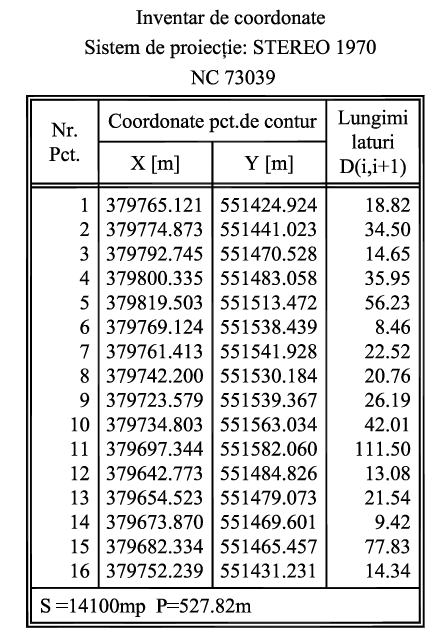 Inventar de coordonate
Sistem de proiecție: STEREO 1970
NC 73039
Nr. Pct. Coordonate pct.de contur Lungimi laturi D(i,i+1)
X [m] Y [m]
1 379765.121 551424.924 18.82
2 379774.873 551441.023 34.50
3 379792.745 551470.528 14.65
4 379800.335 551483.058 35.95
5 379819.503 551513.472 56.23
6 379769.124 551538.439 8.46
7 379761.413 551541.928 22.52
8 379742.200 551530.184 20.76
9 379723.579 551539.367 26.19
10 379734.803 551563.034 42.01
11 379697.344 551582.060 111.50
12 379642.773 551484.826 13.08
13 379654.523 551479.073 21.54
14 379673.870 551469.601 9.42
15 379682.334 551465.457 77.83
16 379752.239 551431.231 14.34
S =14100mp P=527.82m